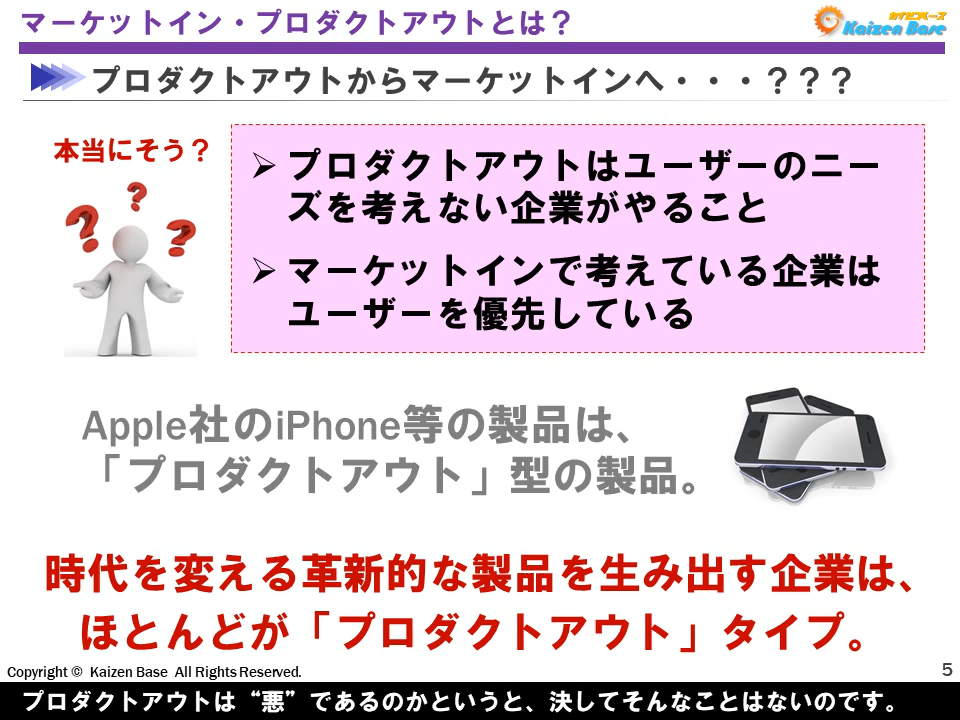 マーケットイン・プロダクトアウトとは？
カイゼンベース
Kaizen Base
プロダクトアウトからマーケットインへ・・・？？？
本当にそう？
➢ プロダクトアウトはユーザーのニー
ズを考えない企業がやること
➢ マーケットインで考えている企業は
ユーザーを優先している
Apple社のiPhone等の製品は、
「プロダクトアウト」型の製品。
時代を変える革新的な製品を生み出す企業は、
ほとんどが「プロダクトアウト」タイプ。
Copyright © Kaizen Base All Rights Reserved.
5
プロダクトアウトは“悪”であるのかというと、決してそんなことはないのです。